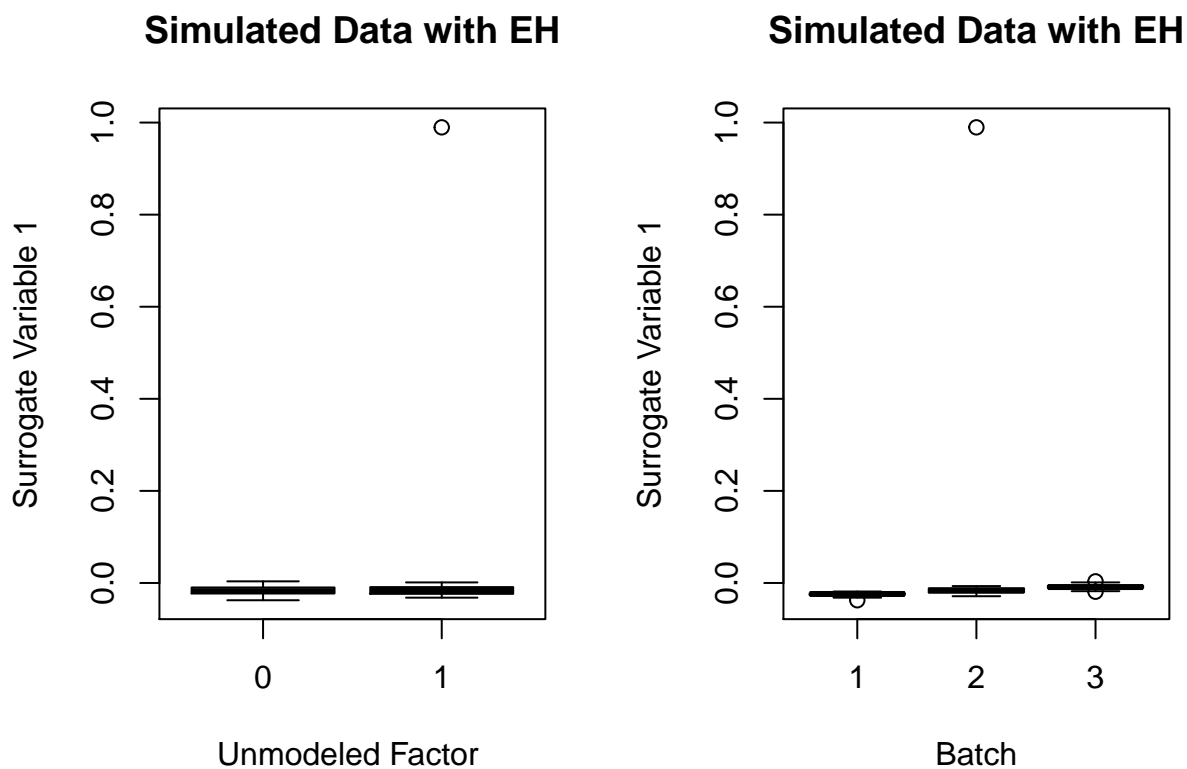 Simulated Data with EH
Surrogate Variable 1
1.0
0.8
0.6
0.4
0.2
0.0
0 1
Unmodeled Factor
Simulated Data with EH
Surrogate Variable 1
1.0
0.8
0.6
0.4
0.2
0.0
1 2 3
Batch